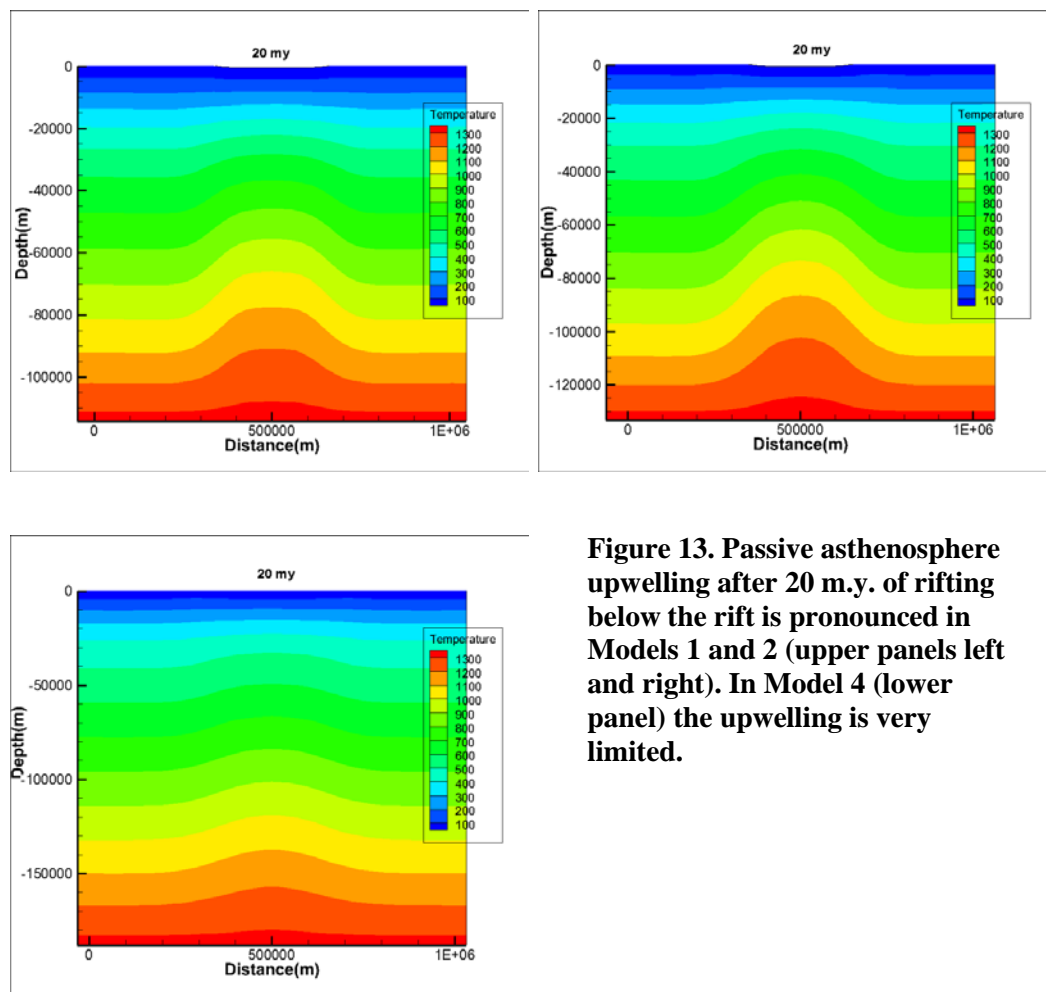 20 my
0
-20000
-40000
-60000
-80000
-100000
Depth(m)
0
500000
1E+06
Distance(m)
Temperature
1300
1200
1100
1000
900
800
700
600
500
400
300
200
100
20 my
0
-20000
-40000
-60000
-80000
-100000
-120000
Depth(m)
0
500000
1E+06
Distance(m)
Temperature
1300
1200
1100
1000
900
800
700
600
500
400
300
200
100
20 my
0
-50000
-100000
-150000
Depth(m)
0
500000
1E+06
Distance(m)
Temperature
1300
1200
1100
1000
900
800
700
600
500
400
300
200
100
Figure 13. Passive asthenosphere
upwelling after 20 m.y. of rifting
below the rift is pronounced in
Models 1 and 2 (upper panels left
and right). In Model 4 (lower
panel) the upwelling is very
limited.